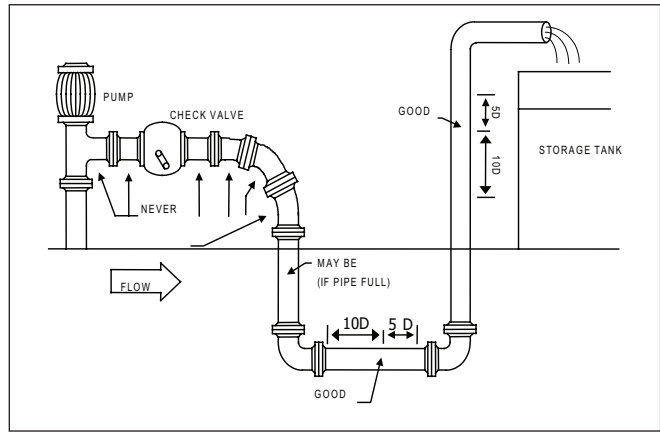 PUMP
CHECK VALVE
GOOD
5D
10D
STORAGE TANK
NEVER
FLOW
MAY BE
(IF PIPE FULL)
10D 5 D
GOOD